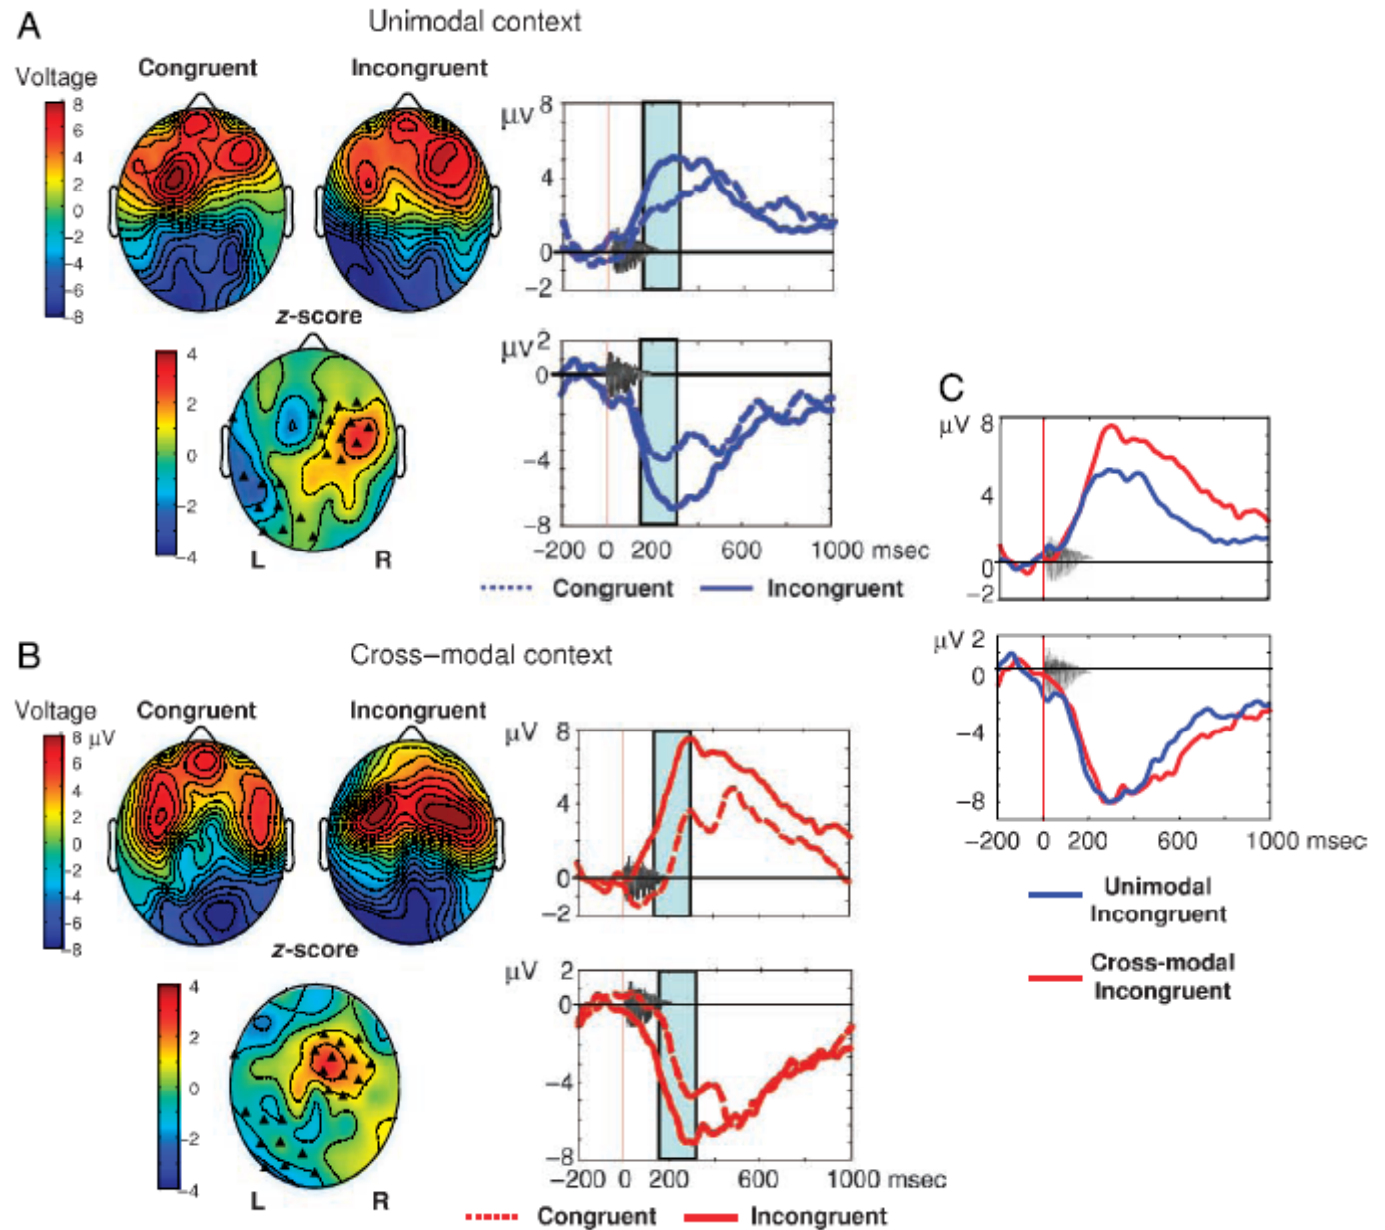 A
Unimodal context
Voltage
Congruent
Incongruent
8
6
4
2
0
−2
−4
−6
−8
μV
8
4
0
−2
z-score
4
2
0
−2
−4
L
R
μV
2
0
−4
−8
−200 0 200 600 1000 msec
Congruent
Incongruent
B
Cross−modal context
Voltage
Congruent
Incongruent
8 μV
6
4
2
0
−2
−4
−6
−8
μV
8
4
0
−2
z-score
4
2
0
−2
−4
L
R
μV
2
0
−4
−8
−200 0 200 600 1000 msec
Congruent
Incongruent
C
μV
8
4
0
−2
μV 2
0
−4
−8
−200 0 200 600 1000 msec
Unimodal
Incongruent
Cross-modal
Incongruent